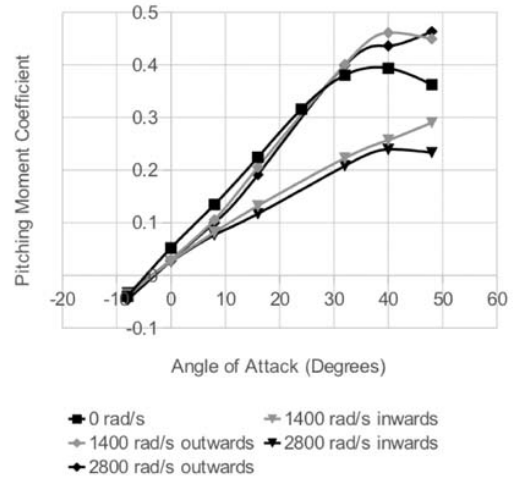 0.5
0.4
0.3
0.2
0.1
0
-0.1
Pitching Moment Coefficient
-20 -10 0 10 20 30 40 50 60
Angle of Attack (Degrees)
0 rad/s 1400 rad/s inwards
1400 rad/s outwards 2800 rad/s inwards
2800 rad/s outwards